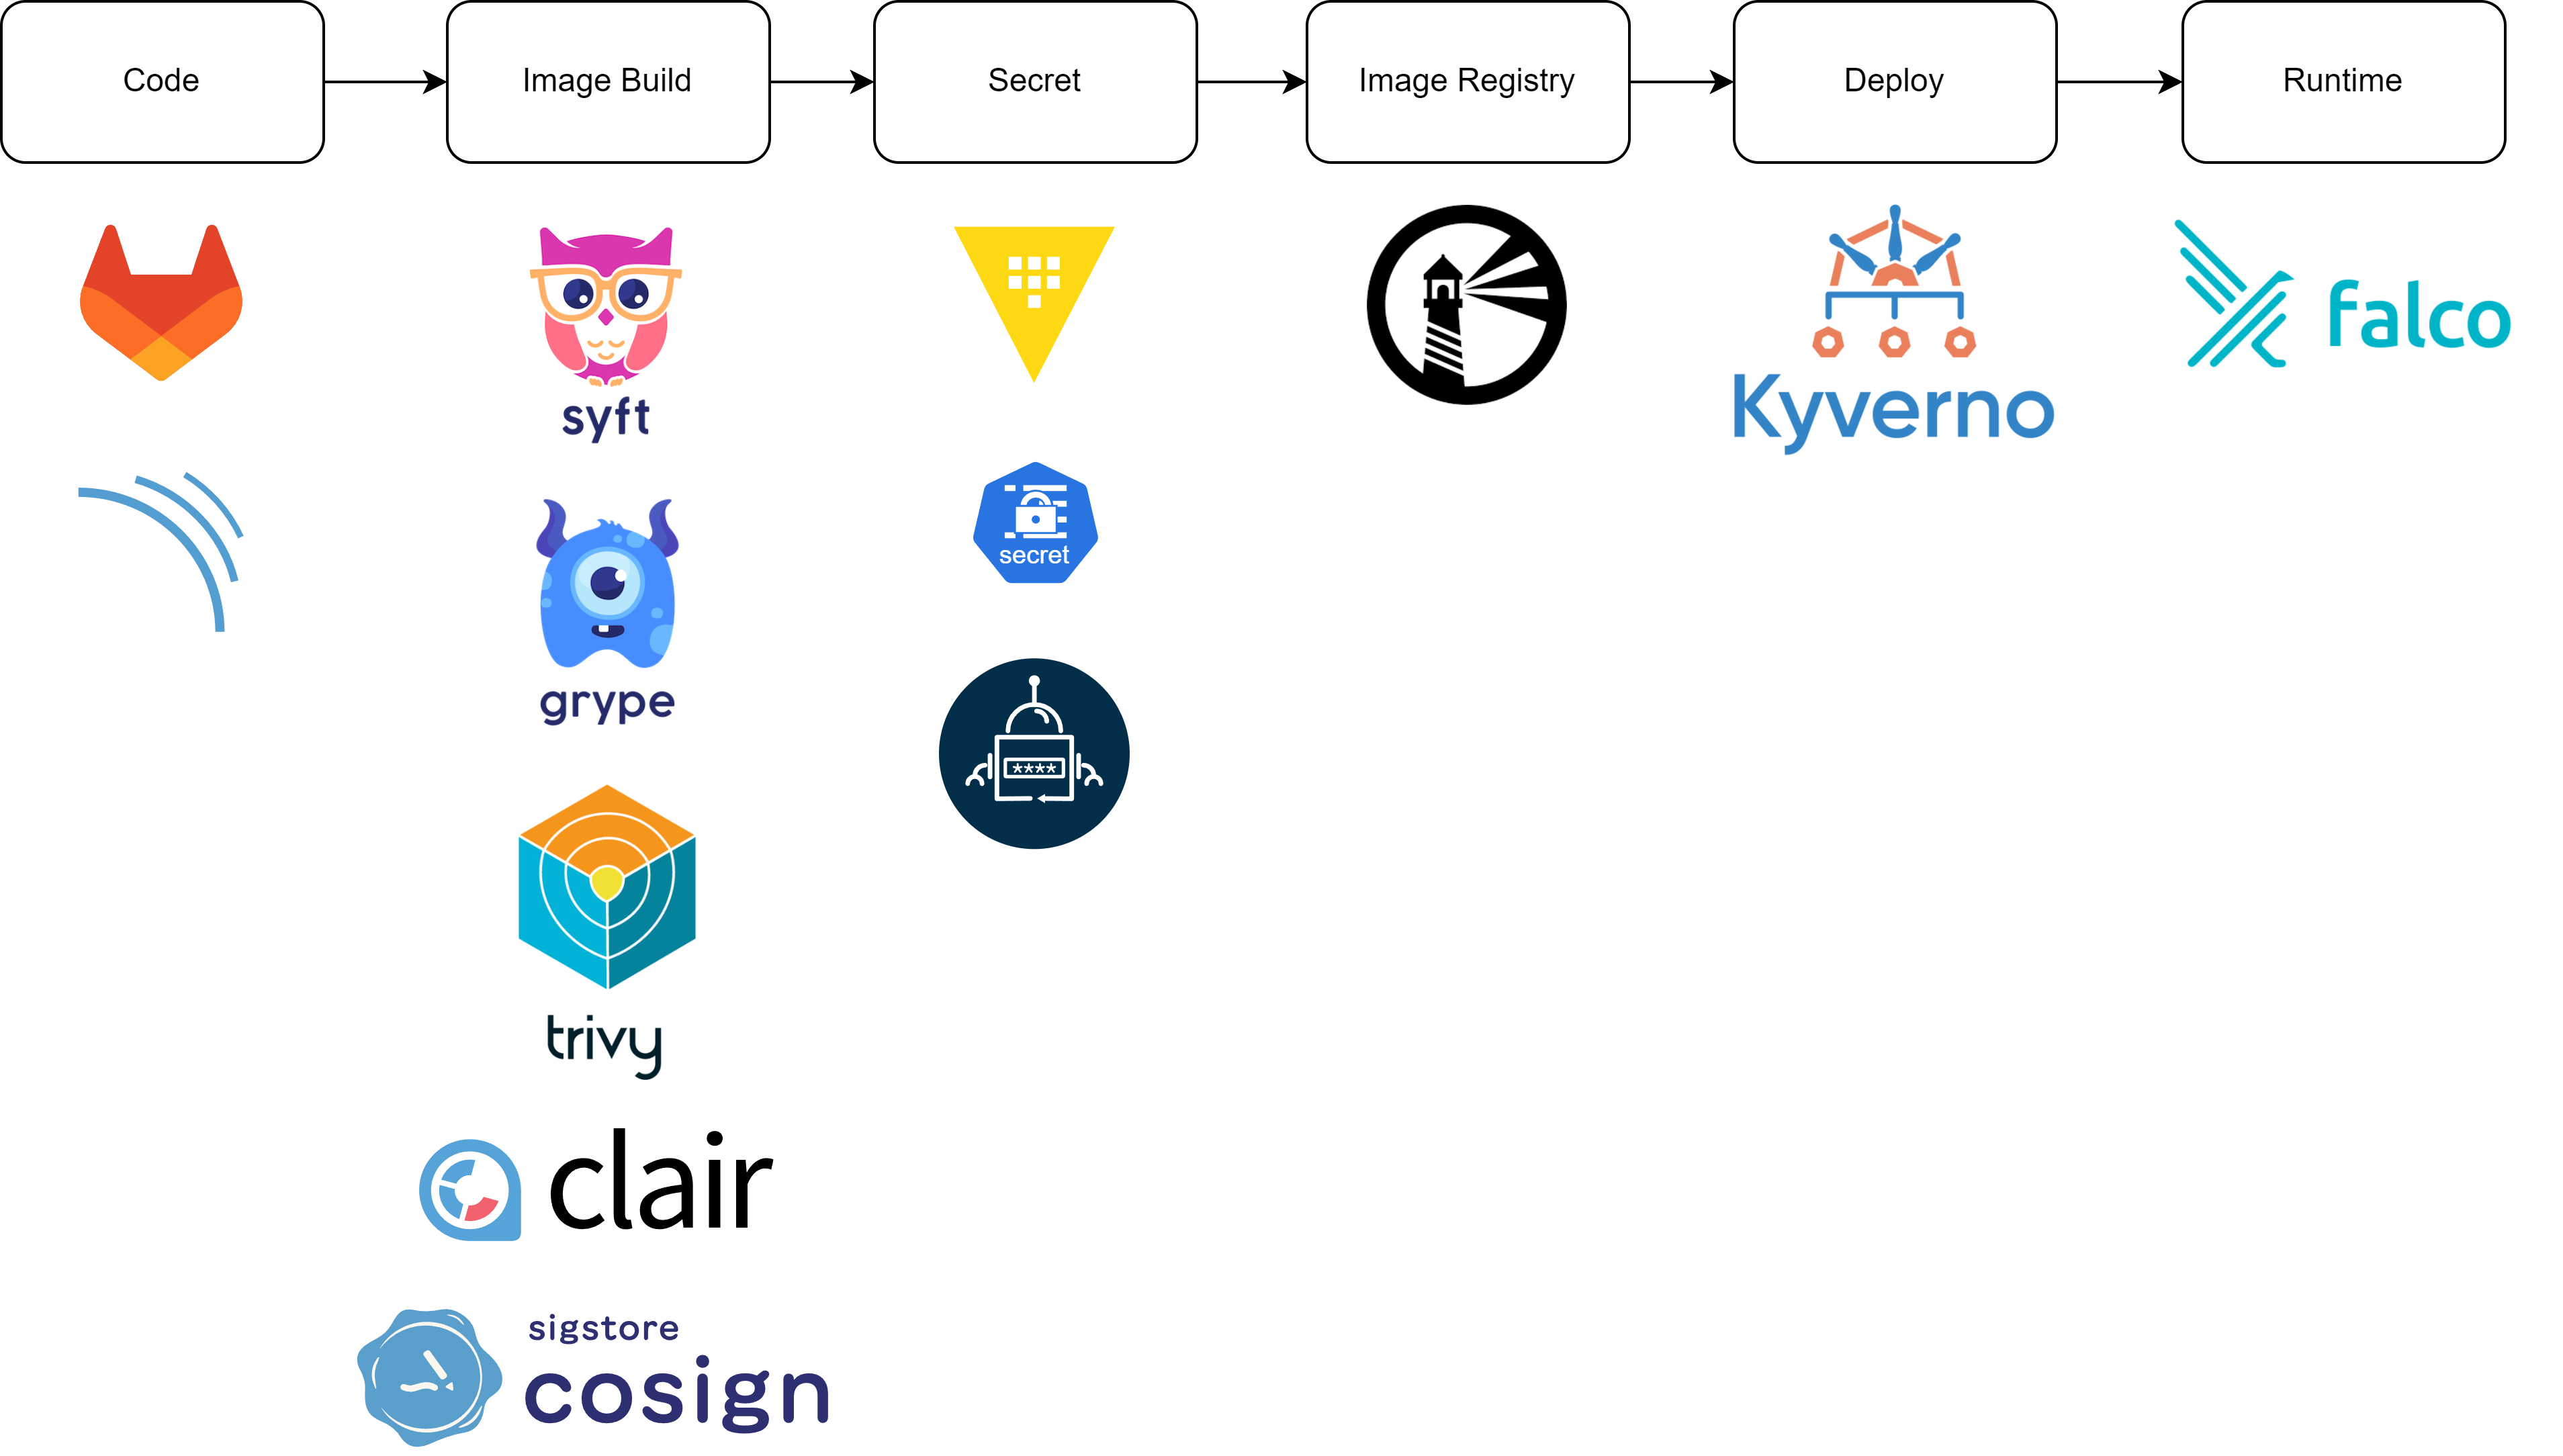 Code
Image Build
Secret
Image Registry
Deploy
Runtime
syft
grype
trivy
clair
sigstore
cosign
secret
****
Kyverno
falco